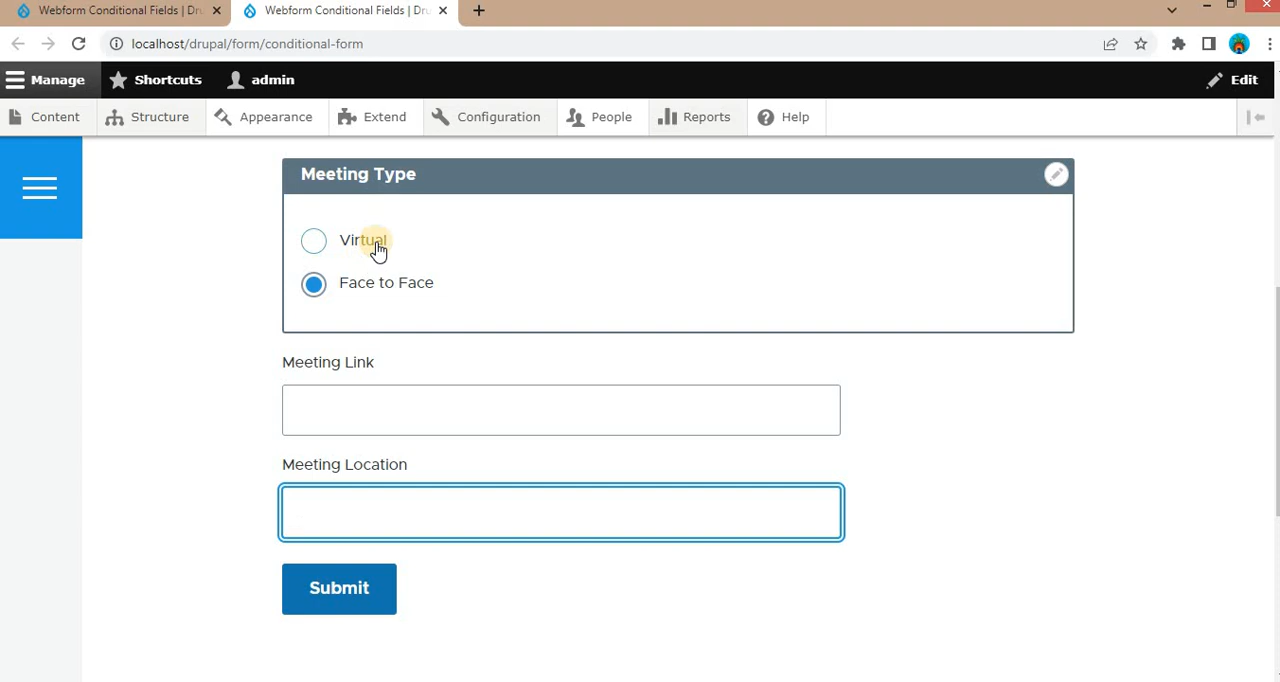 Webform Conditional Fields | Dru
Webform Conditional Fields | Dru
localhost/drupal/form/conditional-form
Manage
Shortcuts
admin
Edit
Content
Structure
Appearance
Extend
Configuration
People
Reports
Help
Meeting Type
Virtual
Face to Face
Meeting Link
Meeting Location
Submit